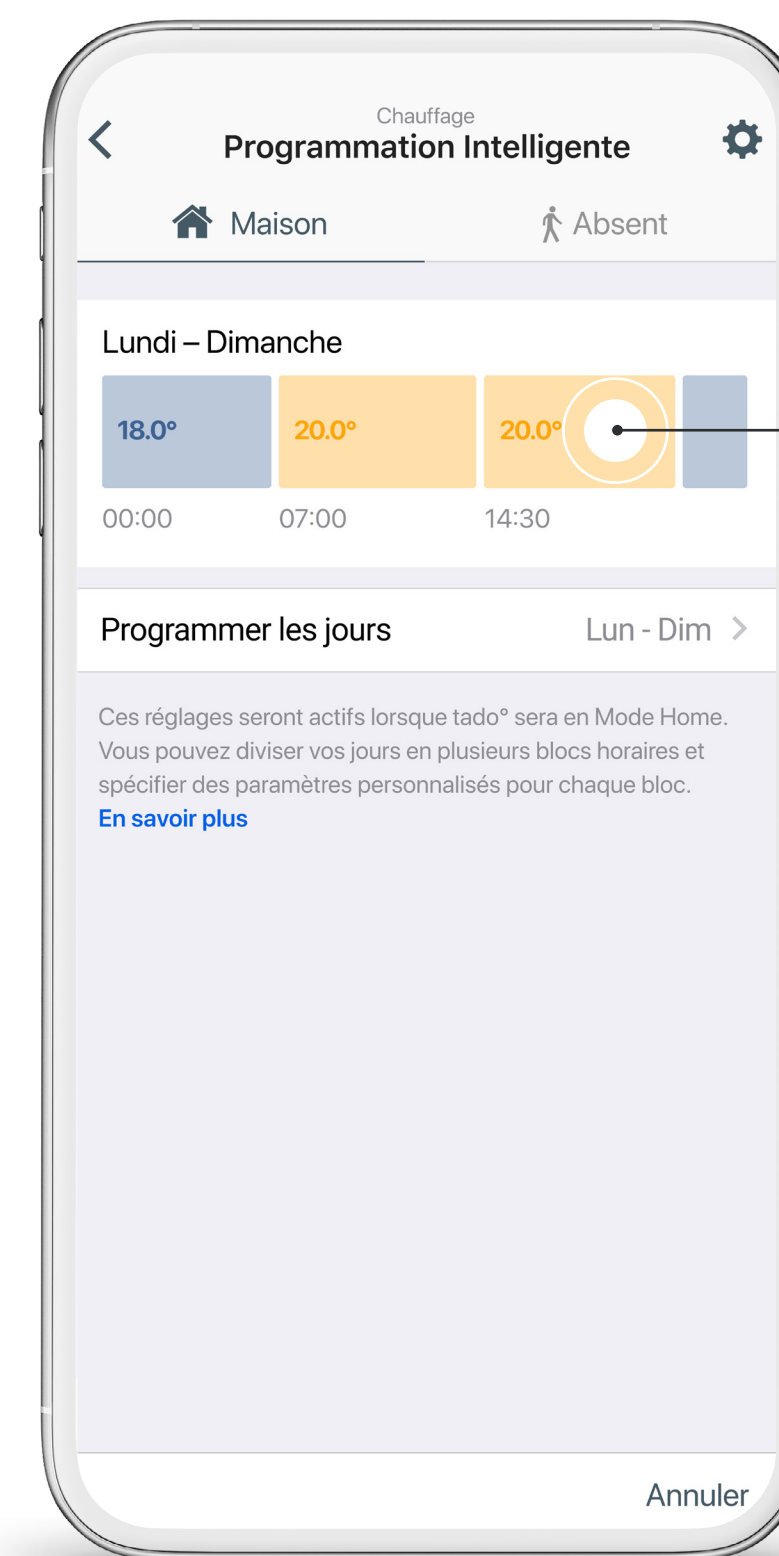 Chauffage
Programmation Intelligente
Maison Absent
Lundi – Dimanche
18.0° 20.0° 20.0°
00:00 07:00 14:30
Programmer les jours Lun - Dim
Ces réglages seront actifs lorsque tado° sera en Mode Home.
Vous pouvez diviser vos jours en plusieurs blocs horaires et
spécifier des paramètres personnalisés pour chaque bloc.
En savoir plus
Annuler